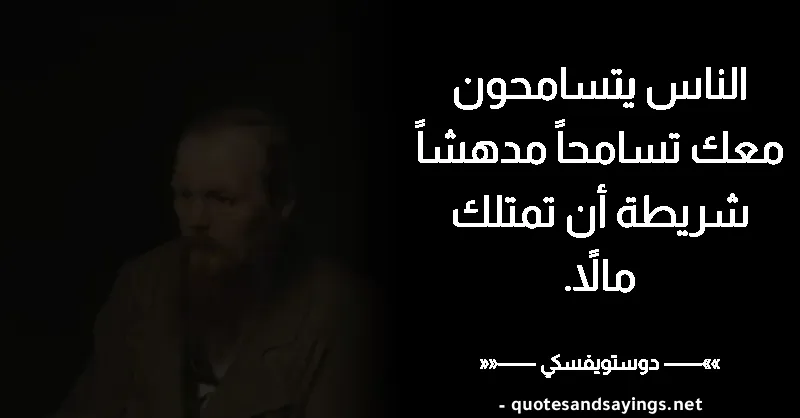 الناس يتسامحون
معك تسامحاً مدهشاً
شريطة أن تمتلك
مالًا.
»»—— دوستويفسكي ——««
- quotesandsayings.net